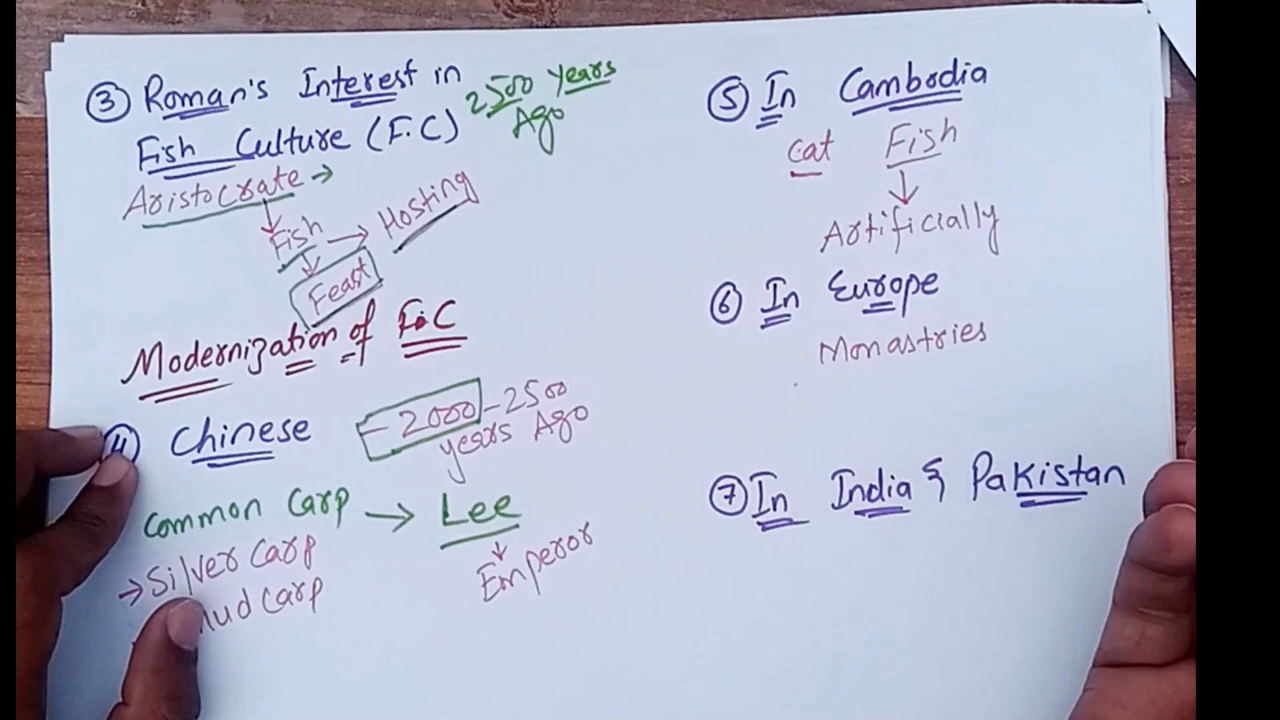 ③ Roman's Interest in
Fish Culture (F.C)
2500 Years
Ago
Aristocrate →
Fish → Hosting
Feast
Modernization of F.C
④ Chinese
- 2000 - 2500
years Ago
Common Carp → Lee
→ Silver Carp
Carp
Emperor
⑤ In Cambodia
Cat Fish
Artificially
⑥ In Europe
Monastries
⑦ In India & Pakistan